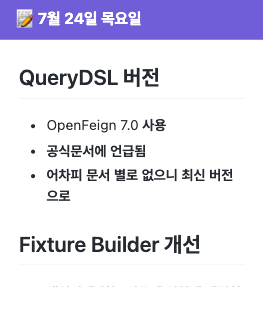 📝 7월 24일 목요일
QueryDSL 버전
• OpenFeign 7.0 사용
• 공식문서에 언급됨
• 어차피 문서 별로 없으니 최신 버전
으로
Fixture Builder 개선